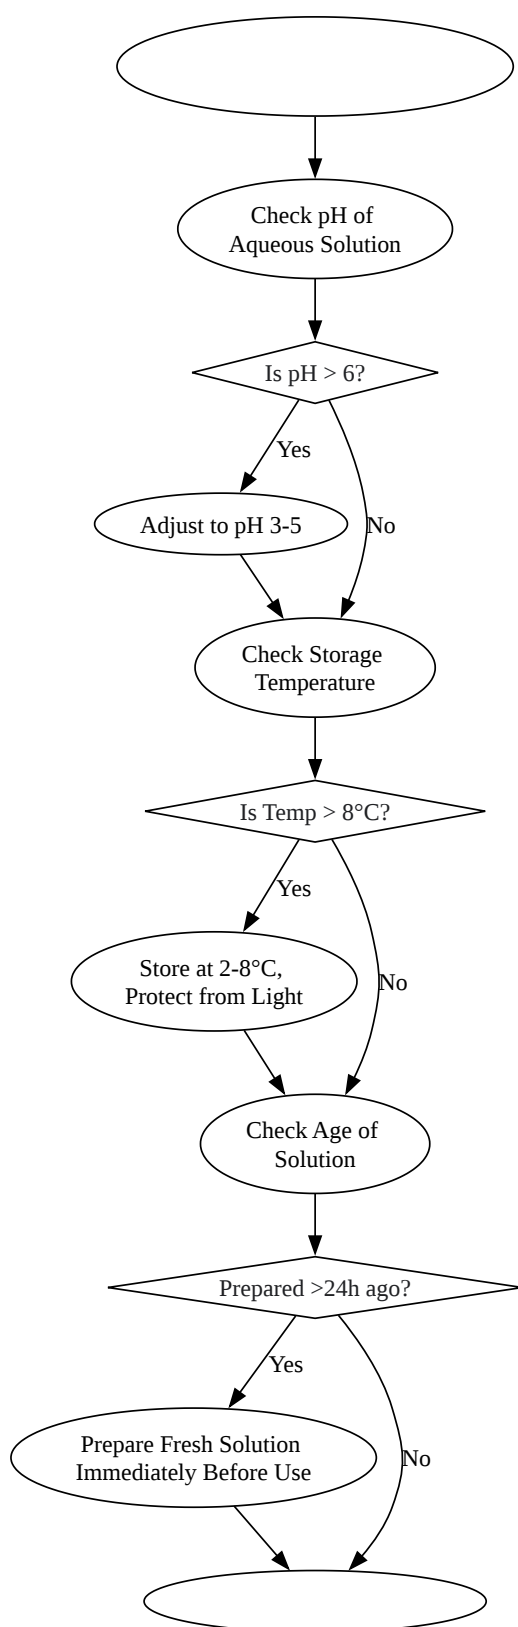 Check pH of
Aqueous Solution
Is pH > 6?
Yes
Adjust to pH 3-5
No
Check Storage
Temperature
Is Temp > 8°C?
Yes
Store at 2-8°C,
Protect from Light
No
Check Age of
Solution
Prepared >24h ago?
Yes
Prepare Fresh Solution
Immediately Before Use
No